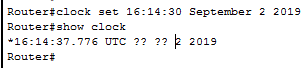 Router#clock set 16:14:30 September 2 2019
Router#show clock
*16:14:37.776 UTC ?? ?? 2 2019
Router#